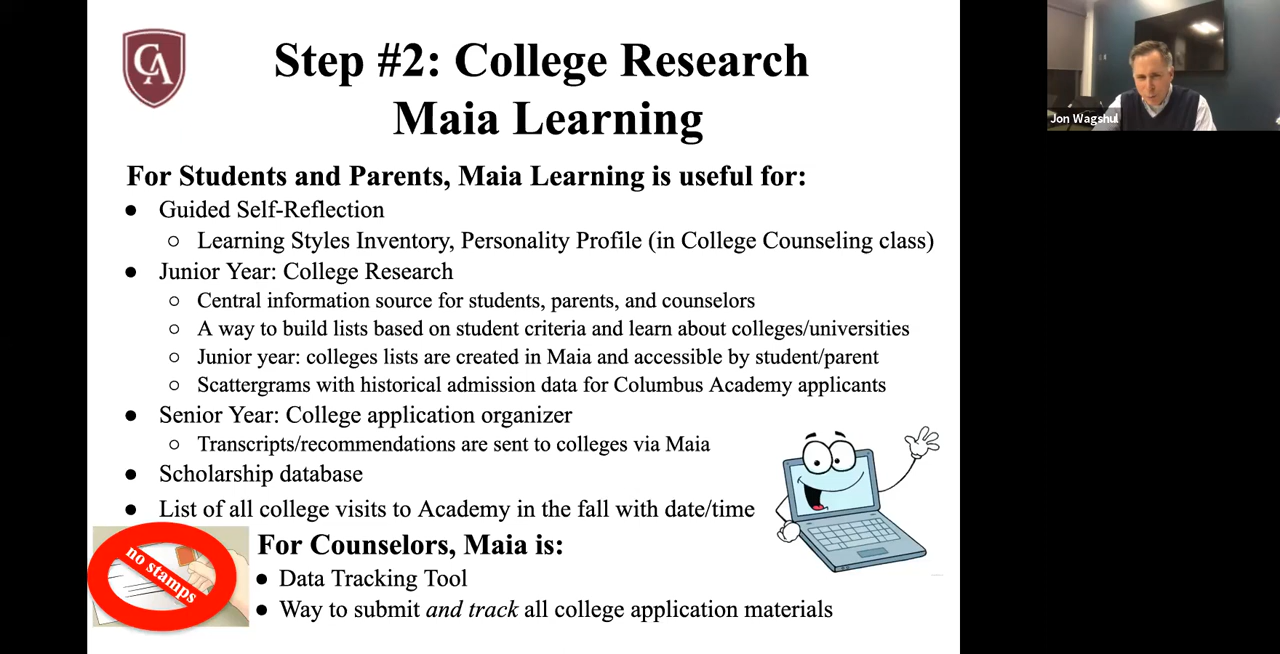 CA
Step #2: College Research
Maia Learning
For Students and Parents, Maia Learning is useful for:
● Guided Self-Reflection
○ Learning Styles Inventory, Personality Profile (in College Counseling class)
● Junior Year: College Research
○ Central information source for students, parents, and counselors
○ A way to build lists based on student criteria and learn about colleges/universities
○ Junior year: colleges lists are created in Maia and accessible by student/parent
○ Scattergrams with historical admission data for Columbus Academy applicants
● Senior Year: College application organizer
○ Transcripts/recommendations are sent to colleges via Maia
● Scholarship database
● List of all college visits to Academy in the fall with date/time
no stamps
For Counselors, Maia is:
● Data Tracking Tool
● Way to submit and track all college application materials
Jon Wagshul